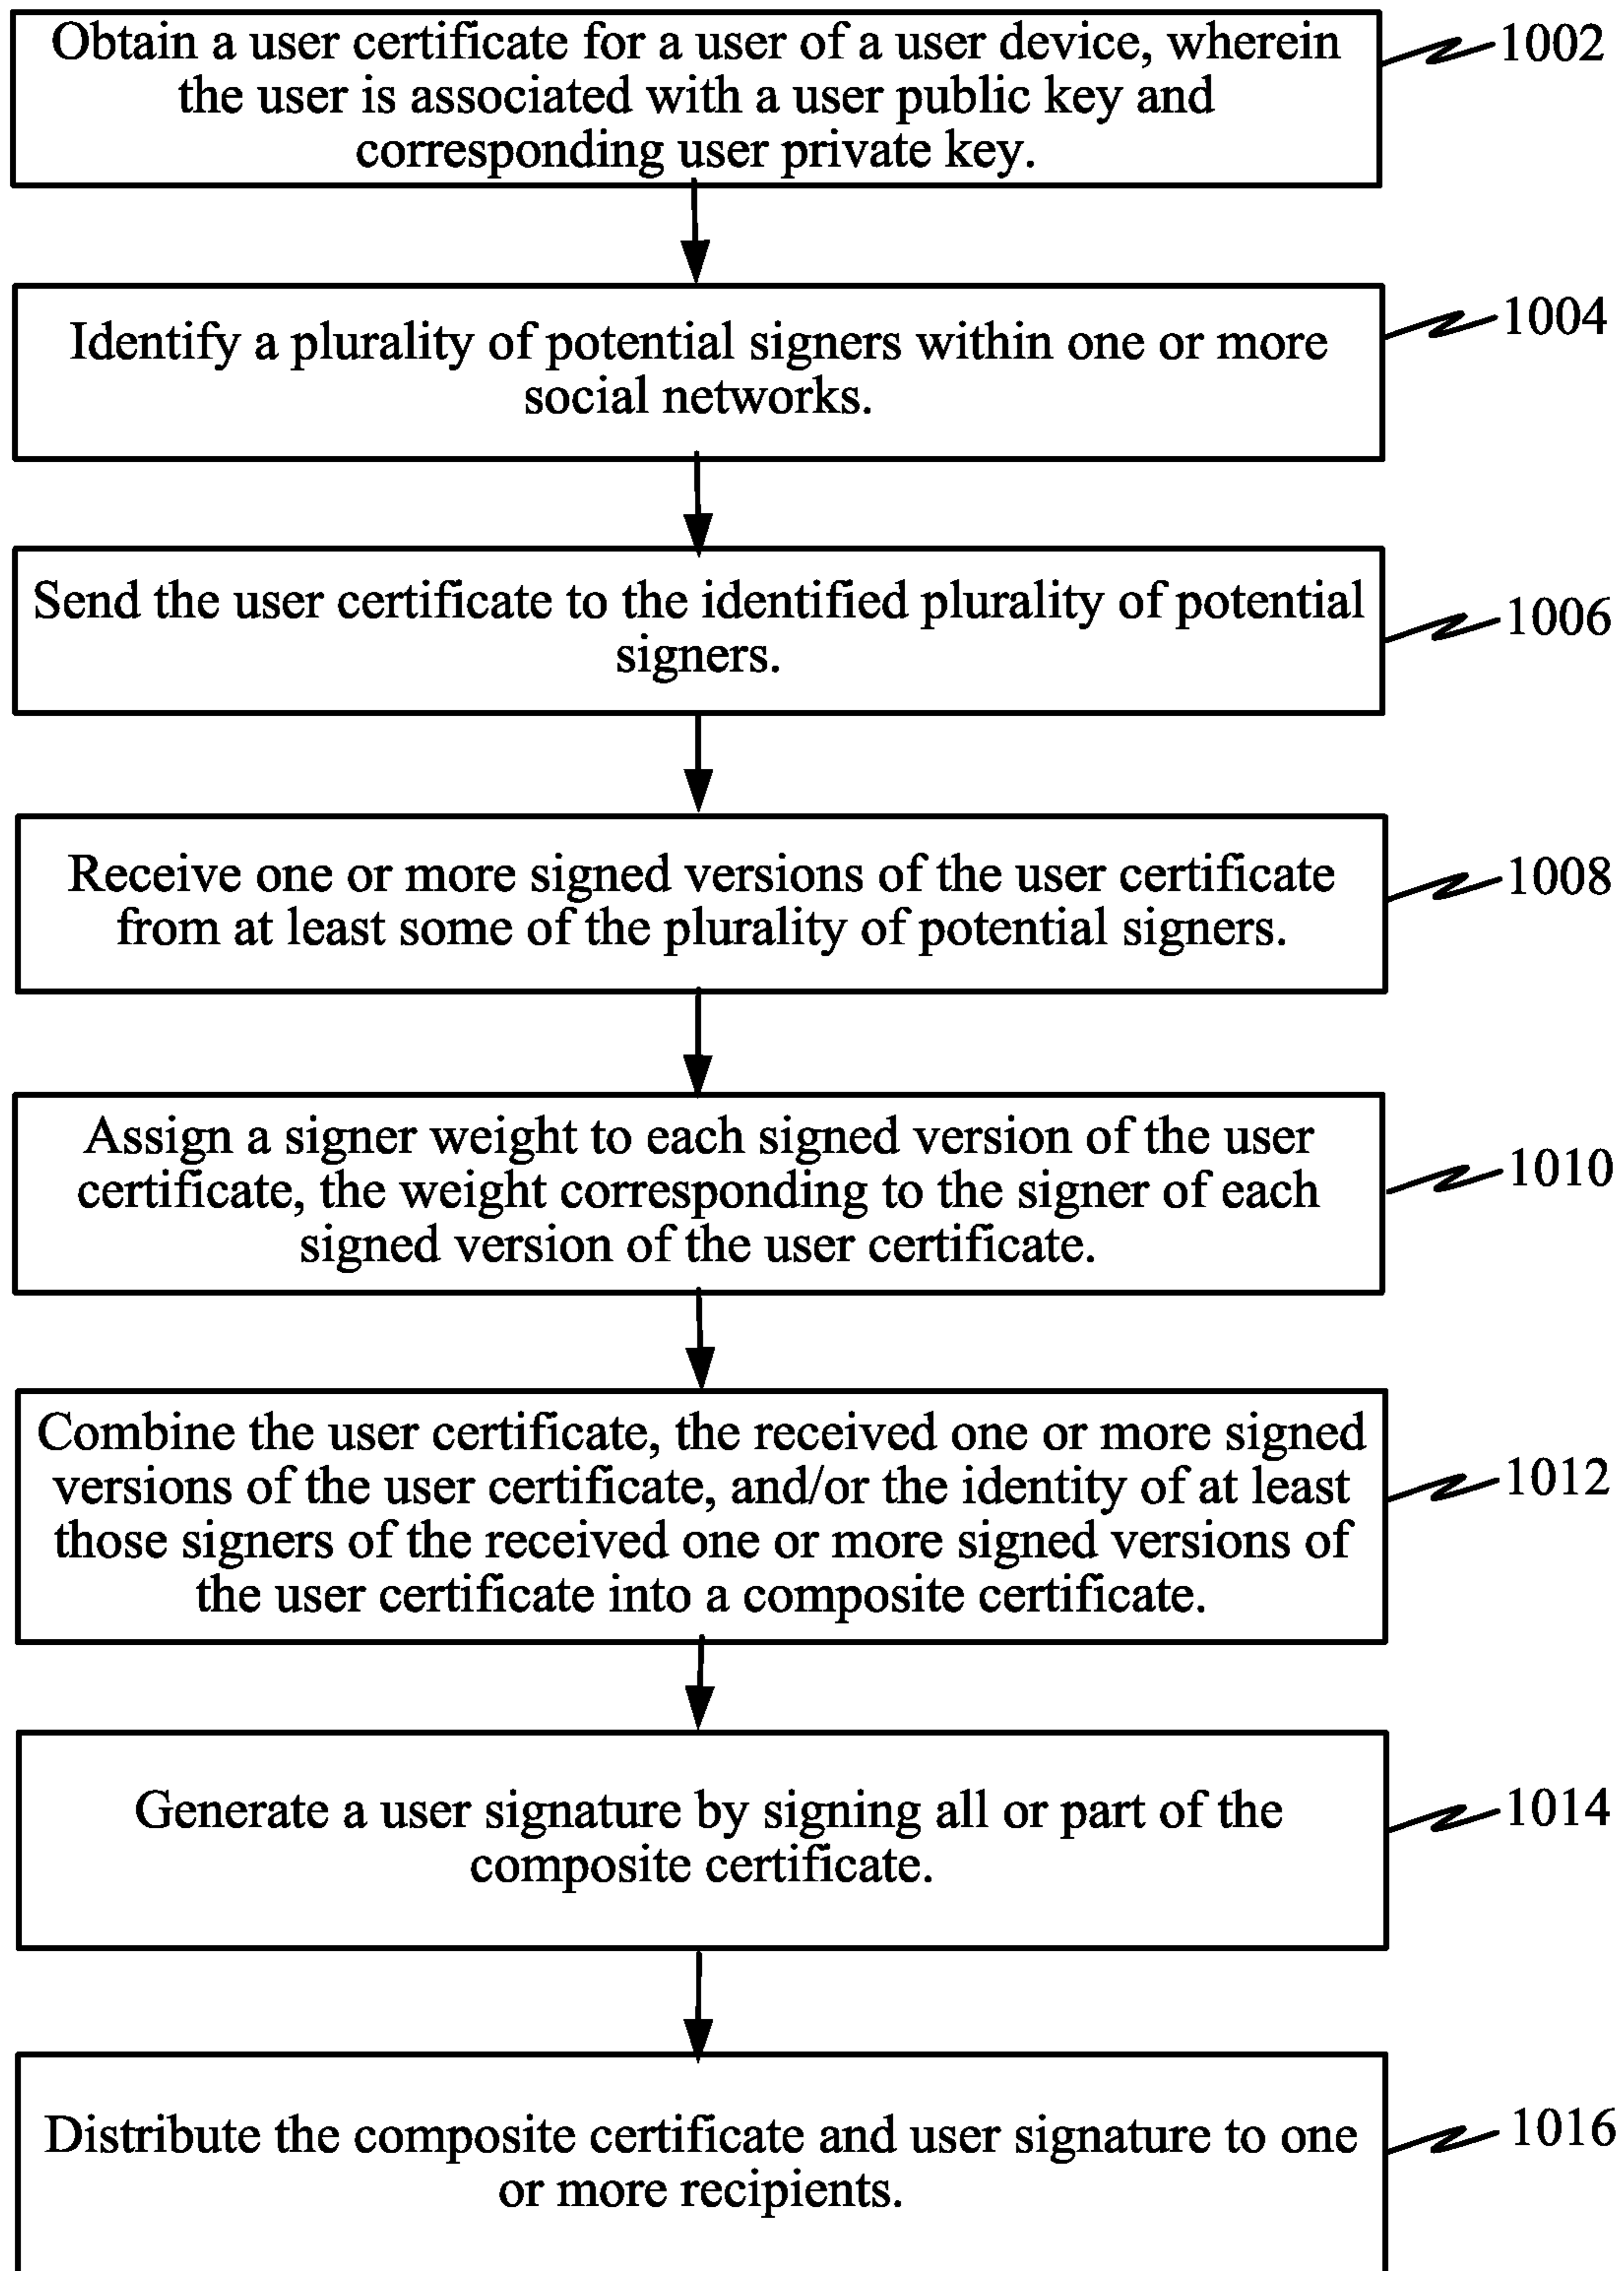 Obtain a user certificate for a user of a user device, wherein
the user is associated with a user public key and
corresponding user private key.
1002
Identify a plurality of potential signers within one or more
social networks.
1004
Send the user certificate to the identified plurality of potential
signers.
1006
Receive one or more signed versions of the user certificate
from at least some of the plurality of potential signers.
1008
Assign a signer weight to each signed version of the user
certificate, the weight corresponding to the signer of each
signed version of the user certificate.
1010
Combine the user certificate, the received one or more signed
versions of the user certificate, and/or the identity of at least
those signers of the received one or more signed versions of
the user certificate into a composite certificate.
1012
Generate a user signature by signing all or part of the
composite certificate.
1014
Distribute the composite certificate and user signature to one
or more recipients.
1016